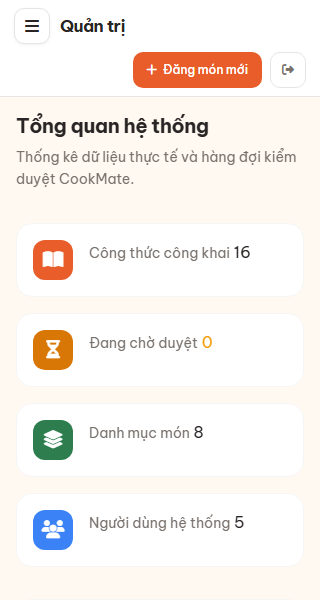 Quản trị
Đăng món mới
Tổng quan hệ thống
Thống kê dữ liệu thực tế và hàng đợi kiểm
duyệt CookMate.
Công thức công khai 16
Đang chờ duyệt 0
Danh mục món 8
Người dùng hệ thống 5